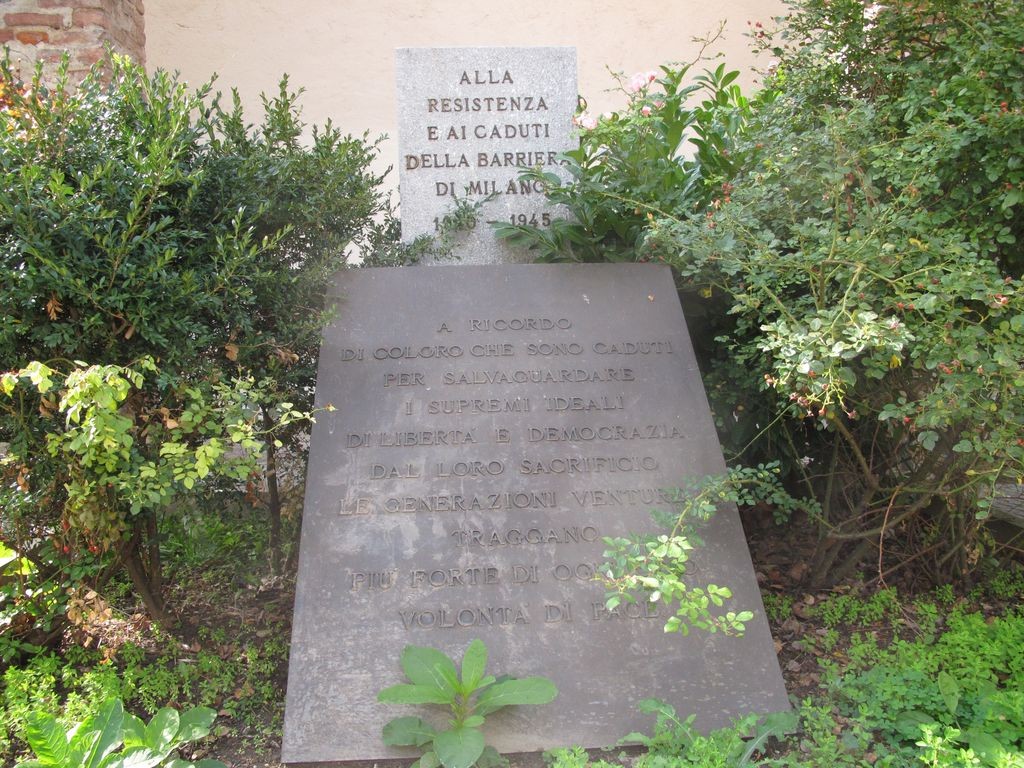 ALLA
RESISTENZA
E AI CADUTI
DELLA BARRIERA
DI MILANO
1945
A RICORDO
DI COLORO CHE SONO CADUTI
PER SALVAGUARDARE
I SUPREMI IDEALI
DI LIBERTA E DEMOCRAZIA
DAL LORO SACRIFICIO
LE GENERAZIONI VENTURE
TRAGGANO
PIU FORTE DI
VOLONTA DI PACE